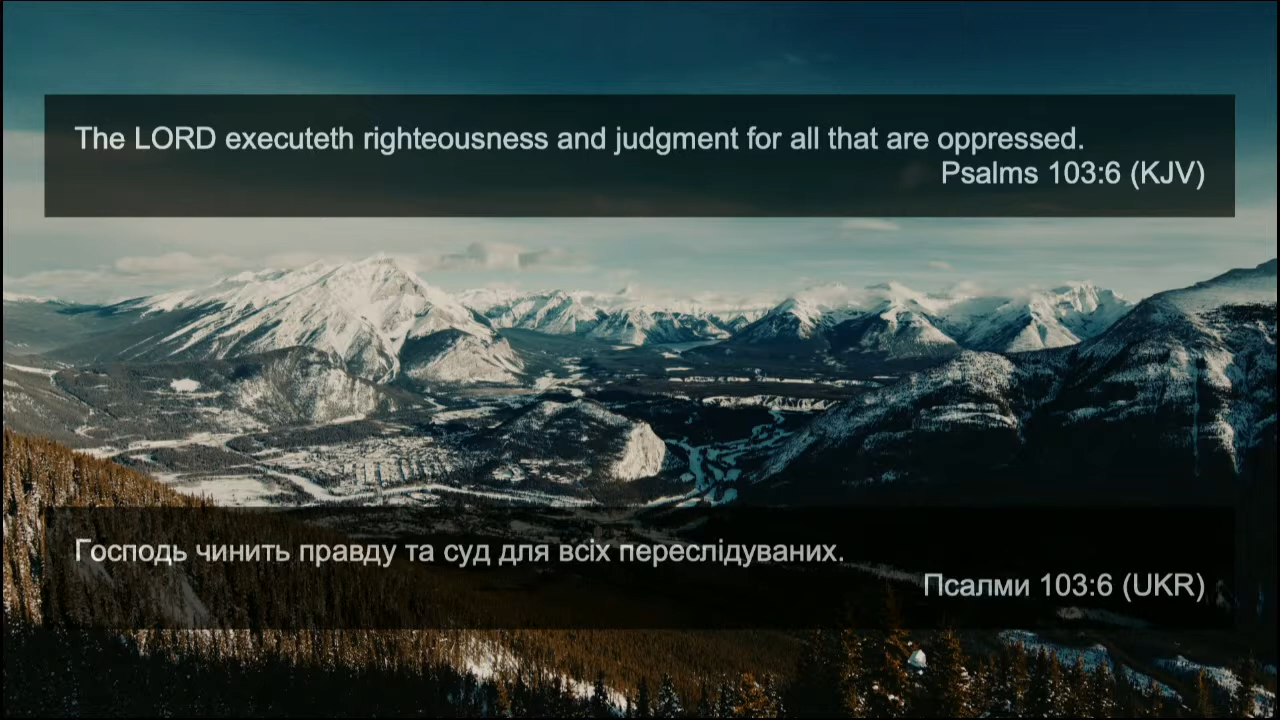 The LORD executeth righteousness and judgment for all that are oppressed.
Psalms 103:6 (KJV)
Господь чинить правду та суд для всіх переслідуваних.
Псалми 103:6 (UKR)